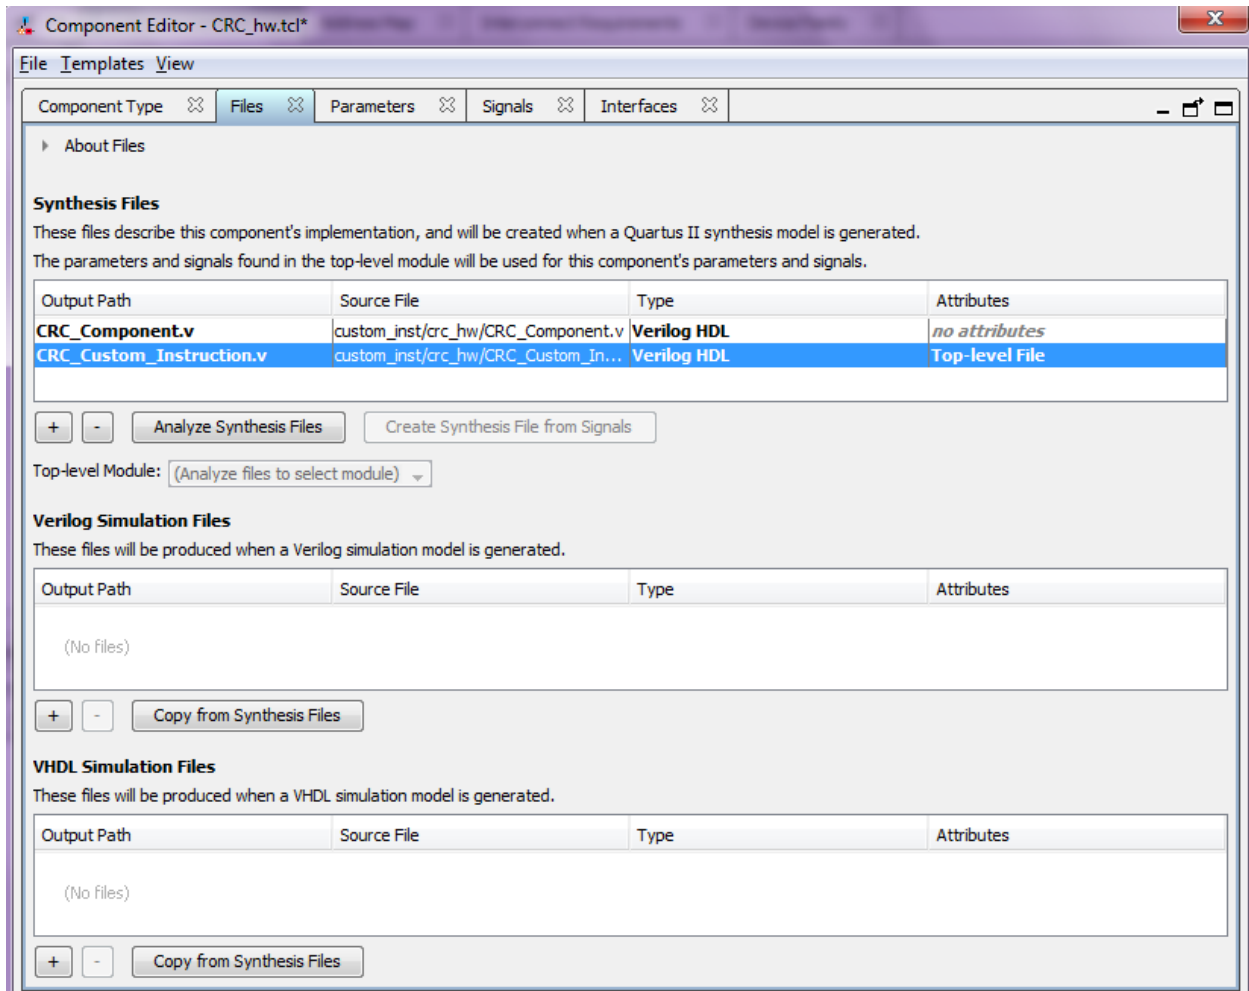 Component Editor - CRC_hw.tcl*
File Templates View
Component Type Files Parameters Signals Interfaces
About Files
Synthesis Files
These files describe this component's implementation, and will be created when a Quartus II synthesis model is generated.
The parameters and signals found in the top-level module will be used for this component's parameters and signals.
Output Path Source File Type Attributes
CRC_Component.v custom_inst/crc_hw/CRC_Component.v Verilog HDL no attributes
CRC_Custom_Instruction.v custom_inst/crc_hw/CRC_Custom_In... Verilog HDL Top-level File
+ - Analyze Synthesis Files Create Synthesis File from Signals
Top-level Module: (Analyze files to select module)
Verilog Simulation Files
These files will be produced when a Verilog simulation model is generated.
Output Path Source File Type Attributes
(No files)
+ - Copy from Synthesis Files
VHDL Simulation Files
These files will be produced when a VHDL simulation model is generated.
Output Path Source File Type Attributes
(No files)
+ - Copy from Synthesis Files